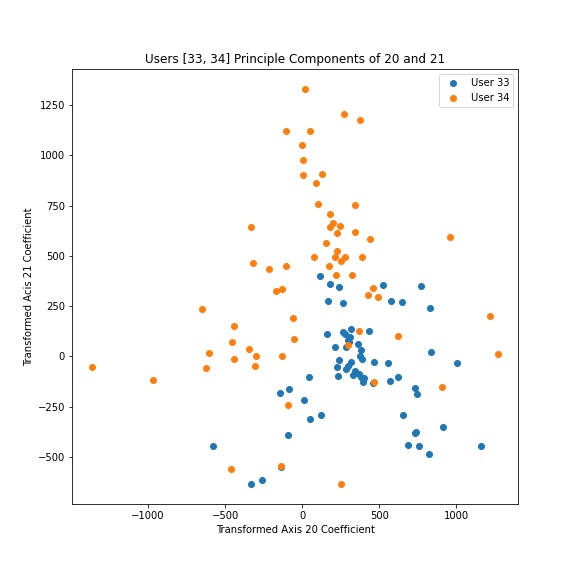 Users [33, 34] Principle Components of 20 and 21
User 33
User 34
Transformed Acis 21 Coefficient
1250
1000
750
500
250
0
−250
−500
−1000
−500
0
500
1000
Transformed Axis 20 Coefficient